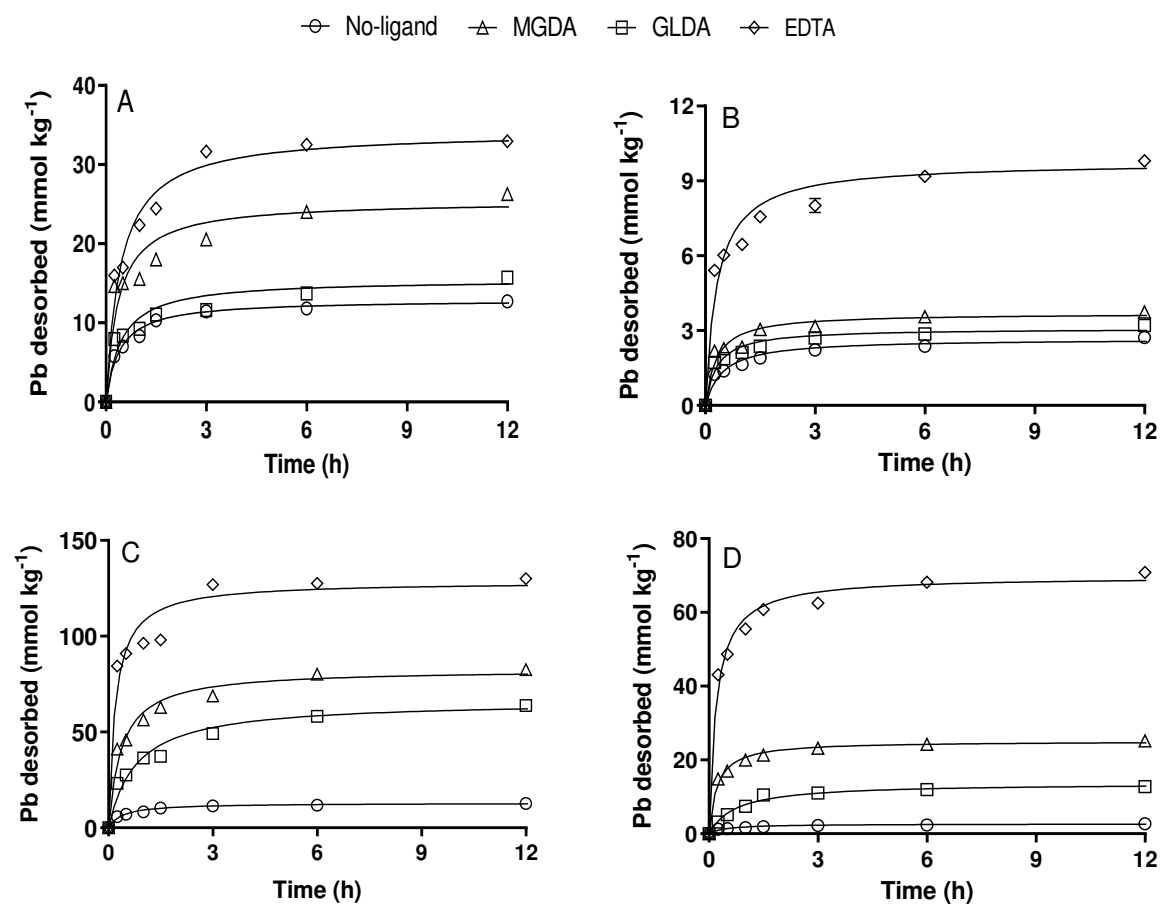 No-ligand MGDA GLDA EDTA
A
Pb desorbed (mmol kg⁻¹)
40
30
20
10
0
0 3 6 9 12
Time (h)
B
Pb desorbed (mmol kg⁻¹)
12
9
6
3
0
0 3 6 9 12
Time (h)
C
Pb desorbed (mmol kg⁻¹)
150
100
50
0
0 3 6 9 12
Time (h)
D
Pb desorbed (mmol kg⁻¹)
80
60
40
20
0
0 3 6 9 12
Time (h)